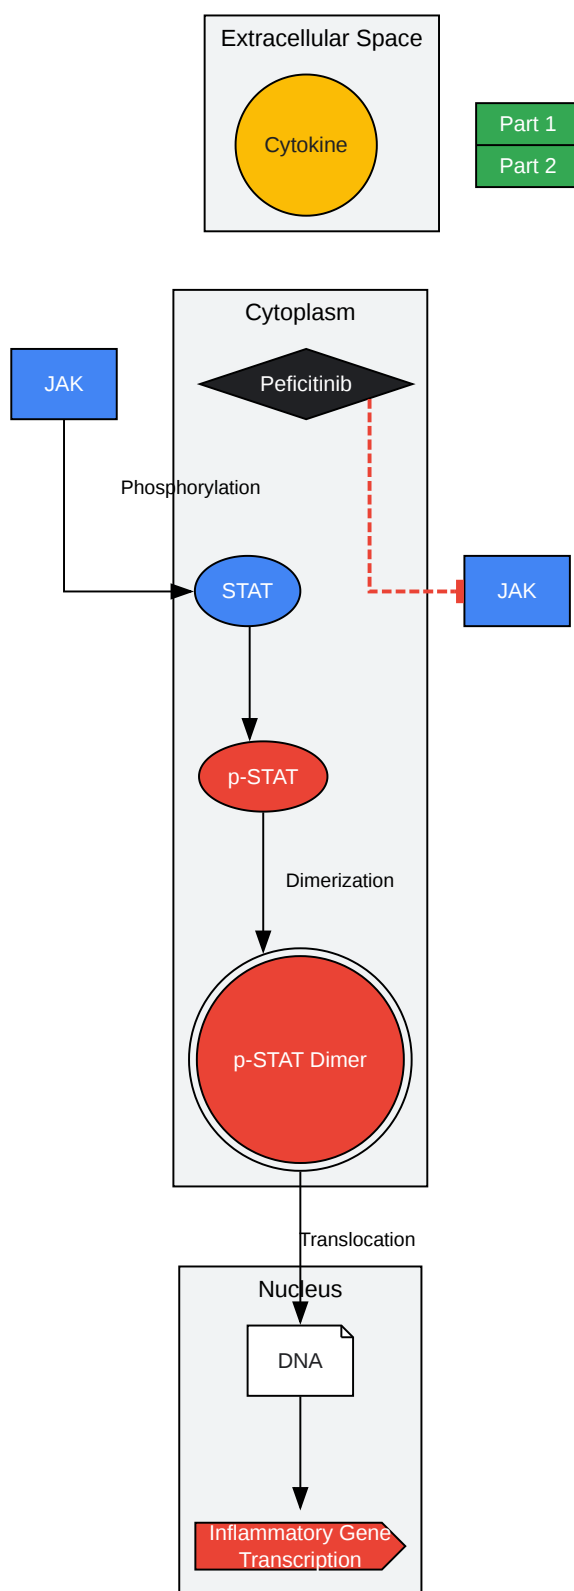 Extracellular Space
Cytokine
Part 1
Part 2
Cytoplasm
JAK
Peficitinib
Phosphorylation
STAT
JAK
p-STAT
Dimerization
p-STAT Dimer
Translocation
Nucleus
DNA
Inflammatory Gene
Transcription